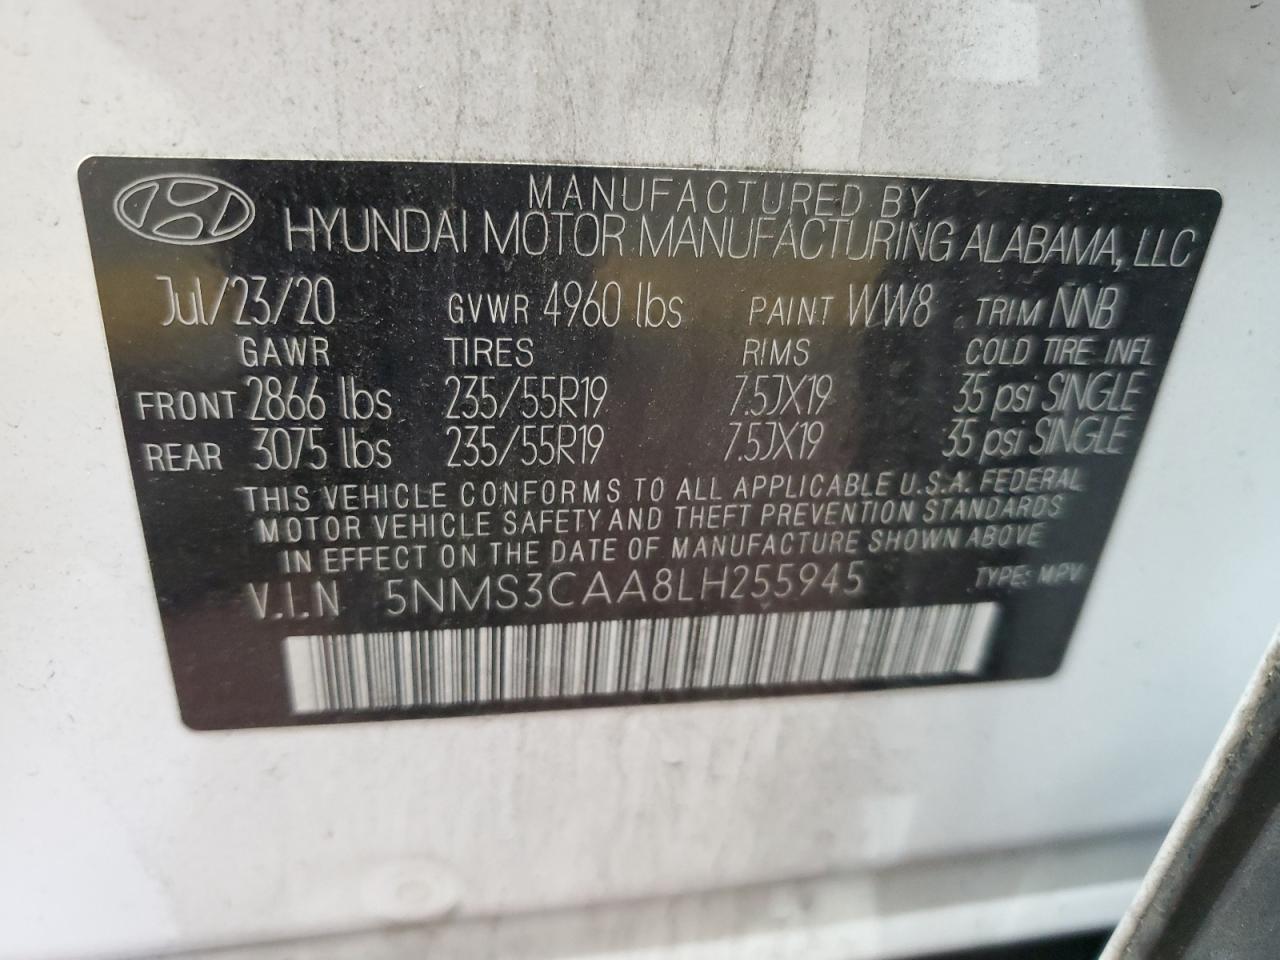 MANUFACTURED BY
HYUNDAI MOTOR MANUFACTURING ALABAMA, LLC
Jul/23/20 GVWR 4960 lbs PAINT WW8 TRIM NNB
GAWR TIRES RIMS COLD TIRE INFL
FRONT 2866 lbs 235/55R19 7.5JX19 35 psi SINGLE
REAR 3075 lbs 235/55R19 7.5JX19 35 psi SINGLE
THIS VEHICLE CONFORMS TO ALL APPLICABLE U.S.A. FEDERAL
MOTOR VEHICLE SAFETY AND THEFT PREVENTION STANDARDS
IN EFFECT ON THE DATE OF MANUFACTURE SHOWN ABOVE
V.I.N 5NMS3CAA8LH255945 TYPE: MPV